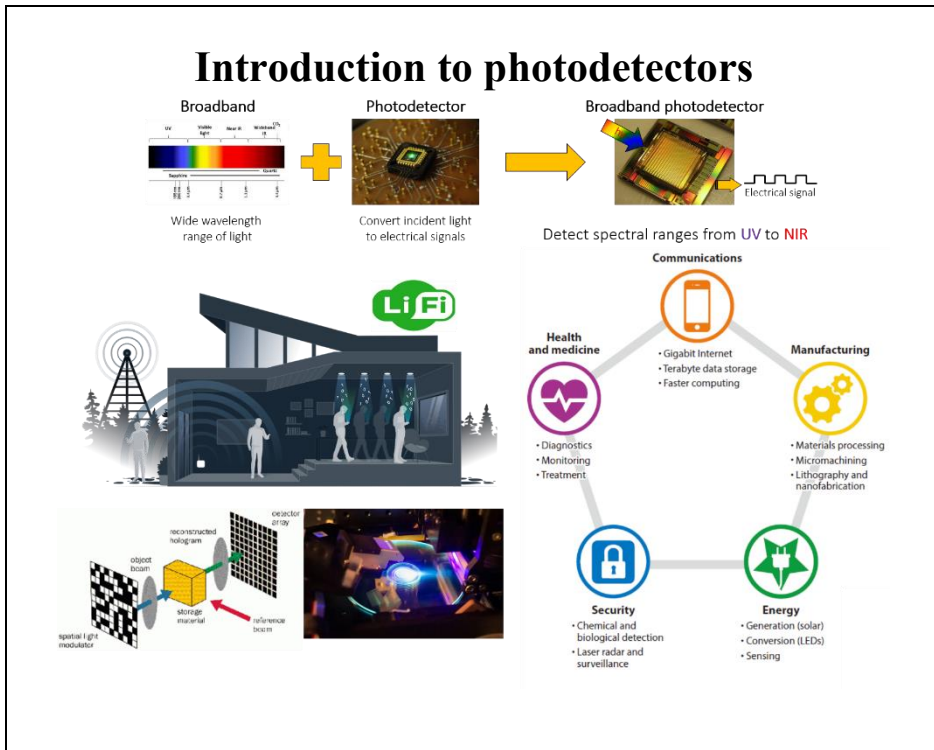 Introduction to photodetectors
Broadband
Photodetector
Broadband photodetector
UV
Visible
light
Near IR
Sapphire
Quartz
Electrical signal
Wide wavelength
range of light
Convert incident light
to electrical signals
Detect spectral ranges from UV to NIR
LiFi
Communications
• Gigabit Internet
• Terabyte data storage
• Faster computing
Health
and medicine
• Diagnostics
• Monitoring
• Treatment
Manufacturing
• Materials processing
• Micromachining
• Lithography and
nanofabrication
Security
• Chemical and
biological detection
• Laser radar and
surveillance
Energy
• Generation (solar)
• Conversion (LEDs)
• Sensing
detector
array
reconstructed
hologram
object
beam
storage
material
reference
beam
spatial light
modulator